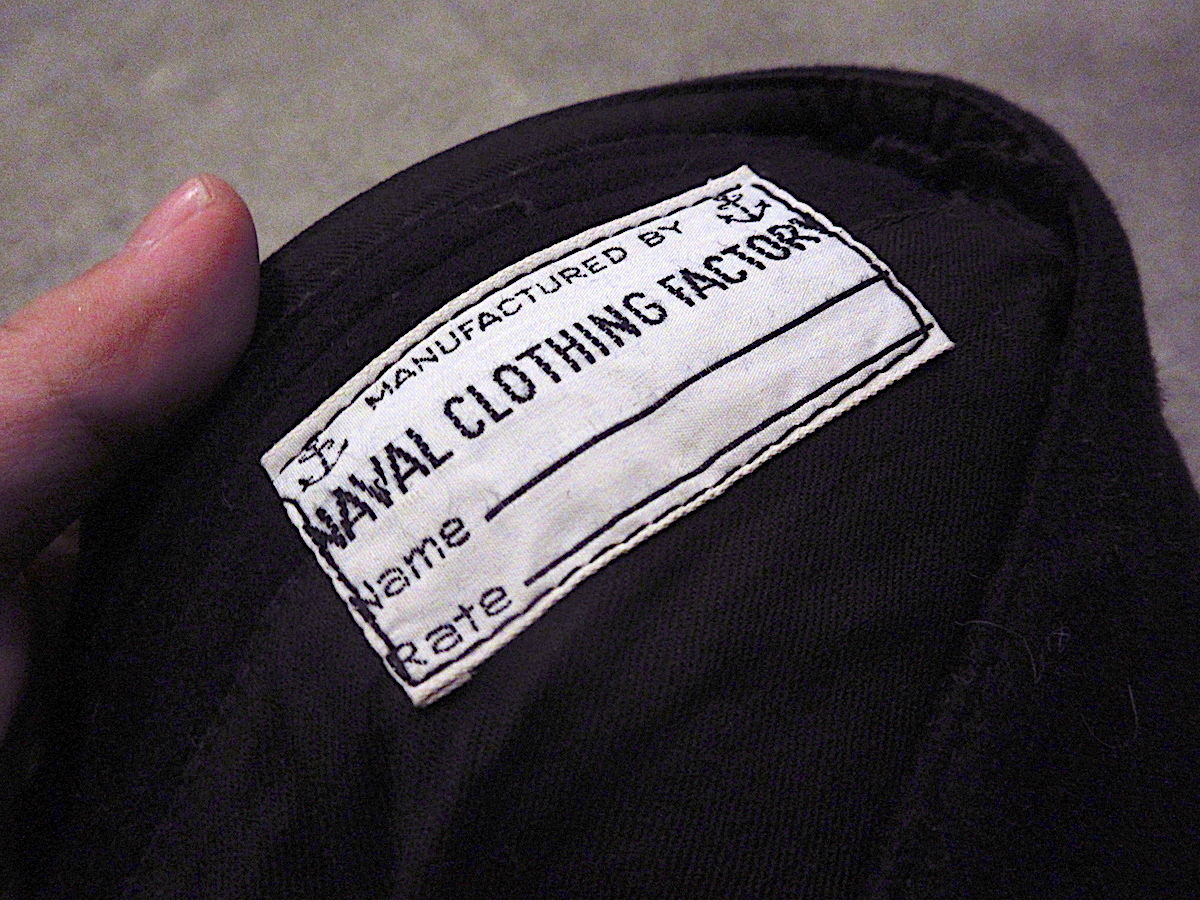 MANUFACTURED BY
NAVAL CLOTHING FACTORY
Name
Rate